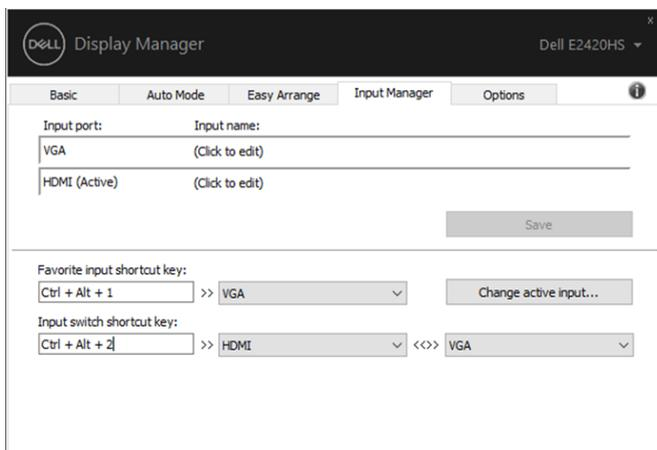 x
DELL Display Manager Dell E2420HS
Basic Auto Mode Easy Arrange Input Manager Options i
Input port: Input name:
VGA (Click to edit)
HDMI (Active) (Click to edit)
Save
Favorite input shortcut key:
Ctrl + Alt + 1 >> VGA Change active input...
Input switch shortcut key:
Ctrl + Alt + 2 >> HDMI <<>> VGA